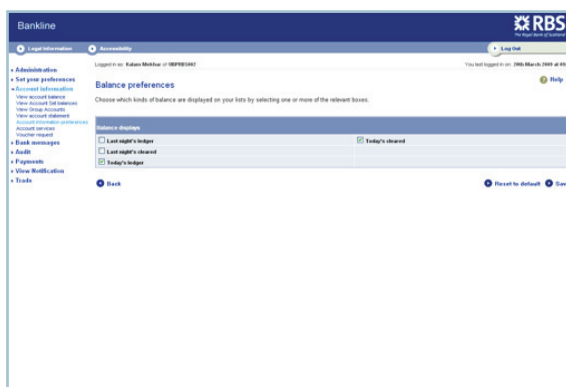 Bankline
RBS
The Royal Bank of Scotland
Legal Information
Accessibility
Log Out
Logged in as: Kalam Mokhar of
You last logged in on: 20th March 2009 at
Administration
Set your preferences
Account information
View account balance
View Account Set balances
View Group Accounts
View account statement
Account information preferences
Account services
Voucher request
Bank messages
Audit
Payments
View Notification
Trade
Help
Balance preferences
Choose which kinds of balance are displayed on your lists by selecting one or more of the relevant boxes.
Balance displays
Last night's ledger
Today's cleared
Last night's cleared
Today's ledger
Back
Reset to default
Sav